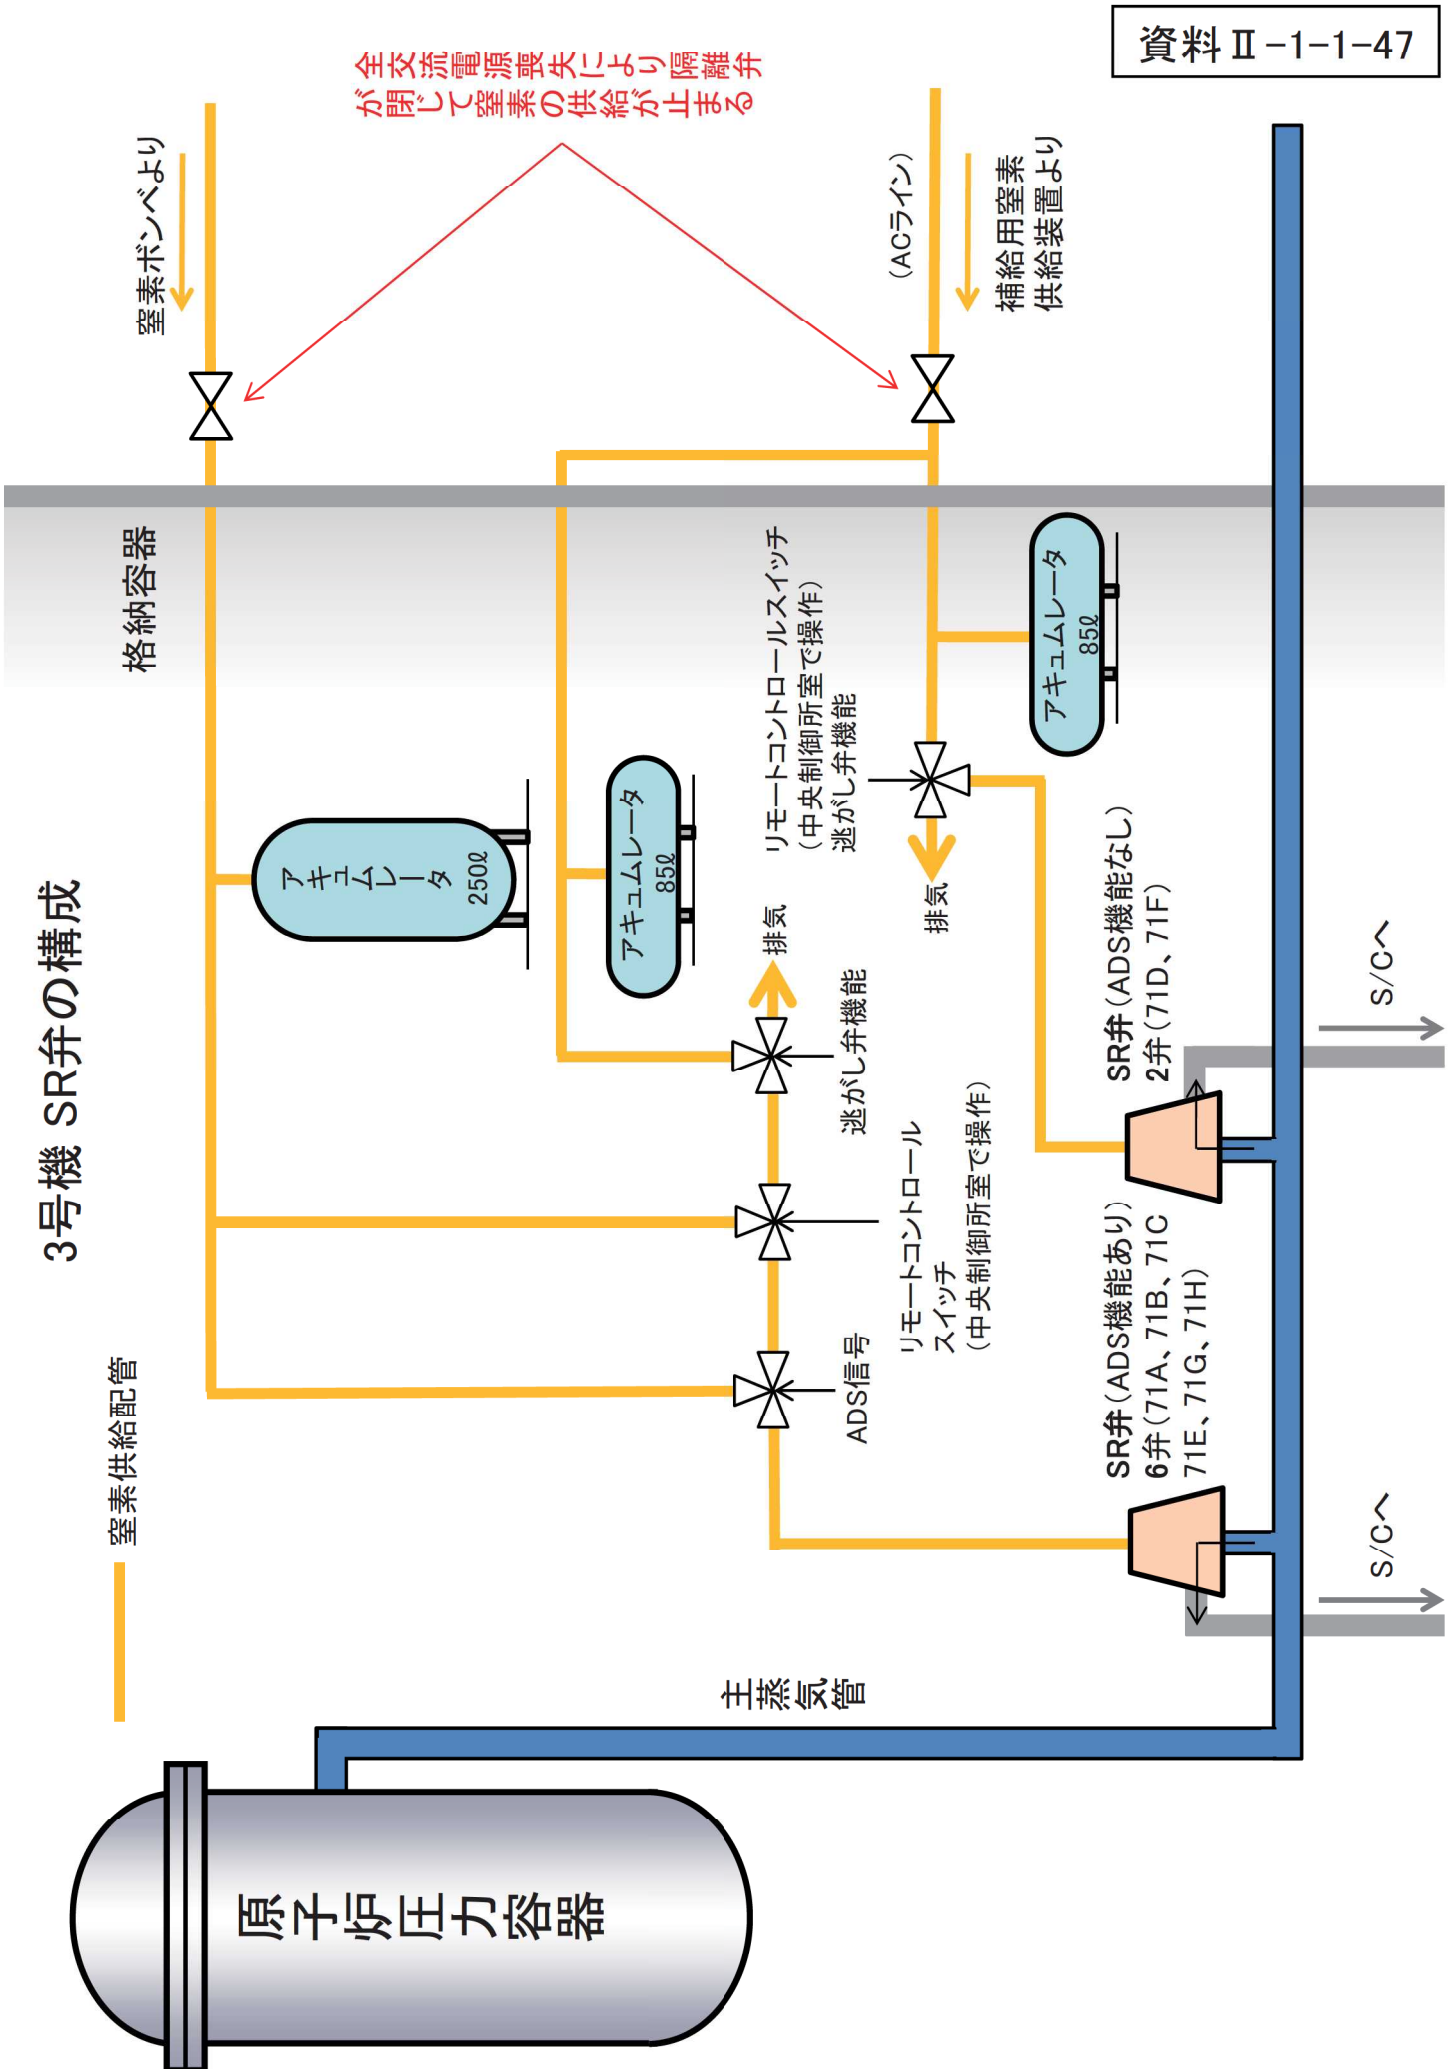 資料Ⅱ-1-1-47
3号機 SR弁の構成
窒素供給配管
格納容器
窒素ボンベより
全交流電源喪失により隔離弁
が閉じて窒素の供給が止まる
(ACライン)
補給用窒素
供給装置より
アキュムレータ
250ℓ
アキュムレータ
85ℓ
アキュムレータ
85ℓ
リモートコントロールスイッチ
(中央制御所室で操作)
逃がし弁機能
排気
排気
逃がし弁機能
リモートコントロール
スイッチ
(中央制御所室で操作)
ADS信号
SR弁(ADS機能あり)
6弁(71A、71B、71C
71E、71G、71H)
SR弁(ADS機能なし)
2弁(71D、71F)
S/Cへ
S/Cへ
主蒸気管
原子炉圧力容器